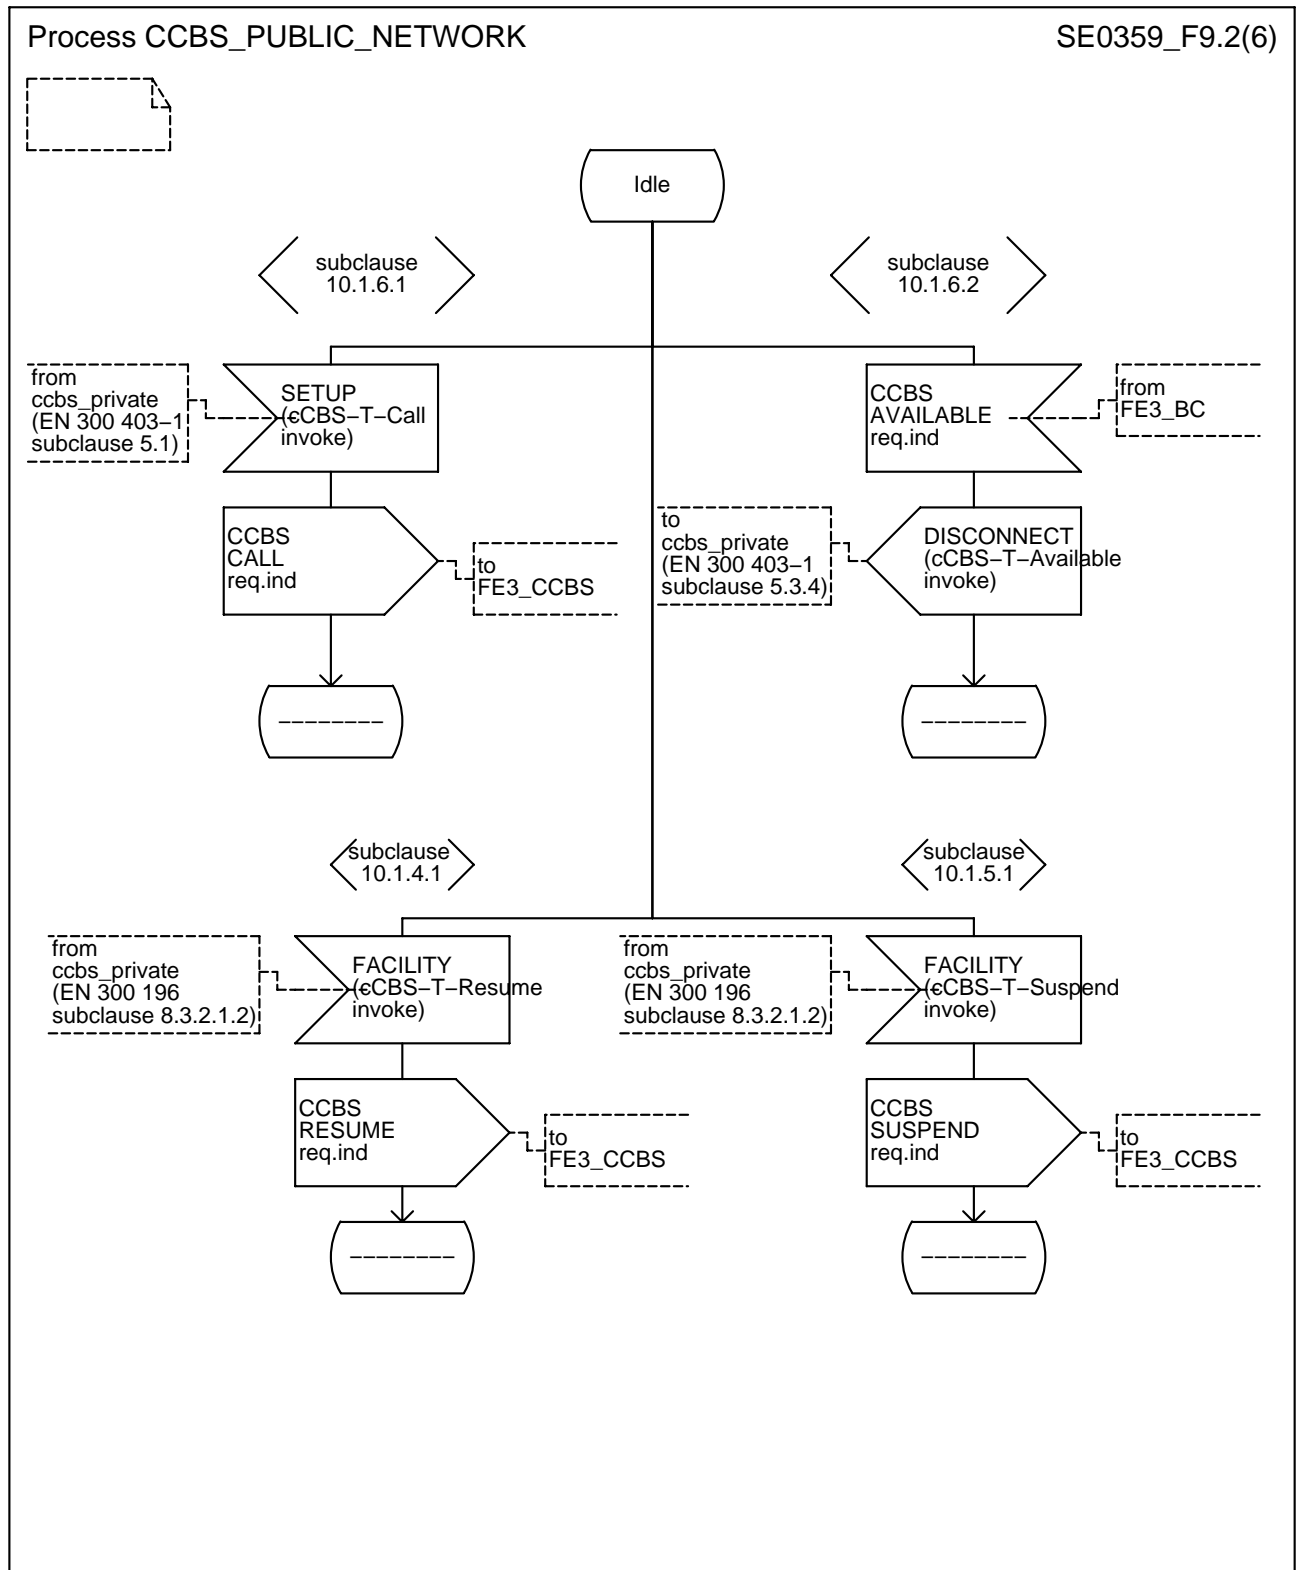 Process CCBS_PUBLIC_NETWORK
SE0359_F9.2(6)
Idle
subclause
10.1.6.1
subclause
10.1.6.2
from
ccbs_private
(EN 300 403–1
subclause 5.1)
SETUP
(cCBS–T–Call
invoke)
CCBS
AVAILABLE
req.ind
from
FE3_BC
CCBS
CALL
req.ind
to
FE3_CCBS
to
ccbs_private
(EN 300 403–1
subclause 5.3.4)
DISCONNECT
(cCBS–T–Available
invoke)
––––––––
––––––––
subclause
10.1.4.1
subclause
10.1.5.1
from
ccbs_private
(EN 300 196
subclause 8.3.2.1.2)
FACILITY
(cCBS–T–Resume
invoke)
from
ccbs_private
(EN 300 196
subclause 8.3.2.1.2)
FACILITY
(cCBS–T–Suspend
invoke)
CCBS
RESUME
req.ind
to
FE3_CCBS
CCBS
SUSPEND
req.ind
to
FE3_CCBS
––––––––
––––––––